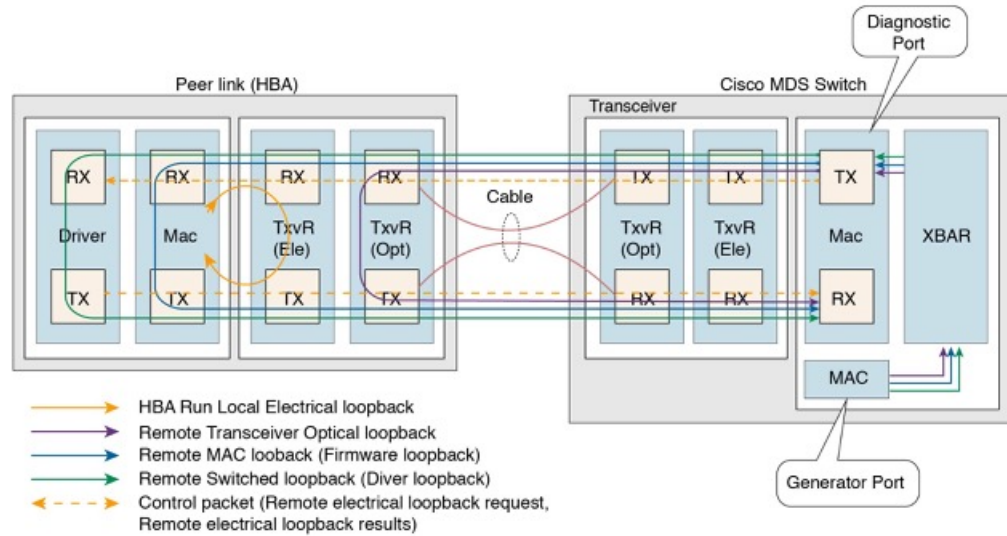 Diagnostic
Port
Peer link (HBA)
Cisco MDS Switch
Transceiver
RX RX RX RX TX TX TX
Cable
Driver Mac TxvR TxvR TxvR TxvR Mac XBAR
(Ele) (Opt) (Opt) (Ele)
TX TX TX TX RX RX RX
MAC
HBA Run Local Electrical loopback
Remote Transceiver Optical loopback
Remote MAC looback (Firmware loopback)
Remote Switched loopback (Diver loopback)
Control packet (Remote electrical loopback request,
Remote electrical loopback results)
Generator Port